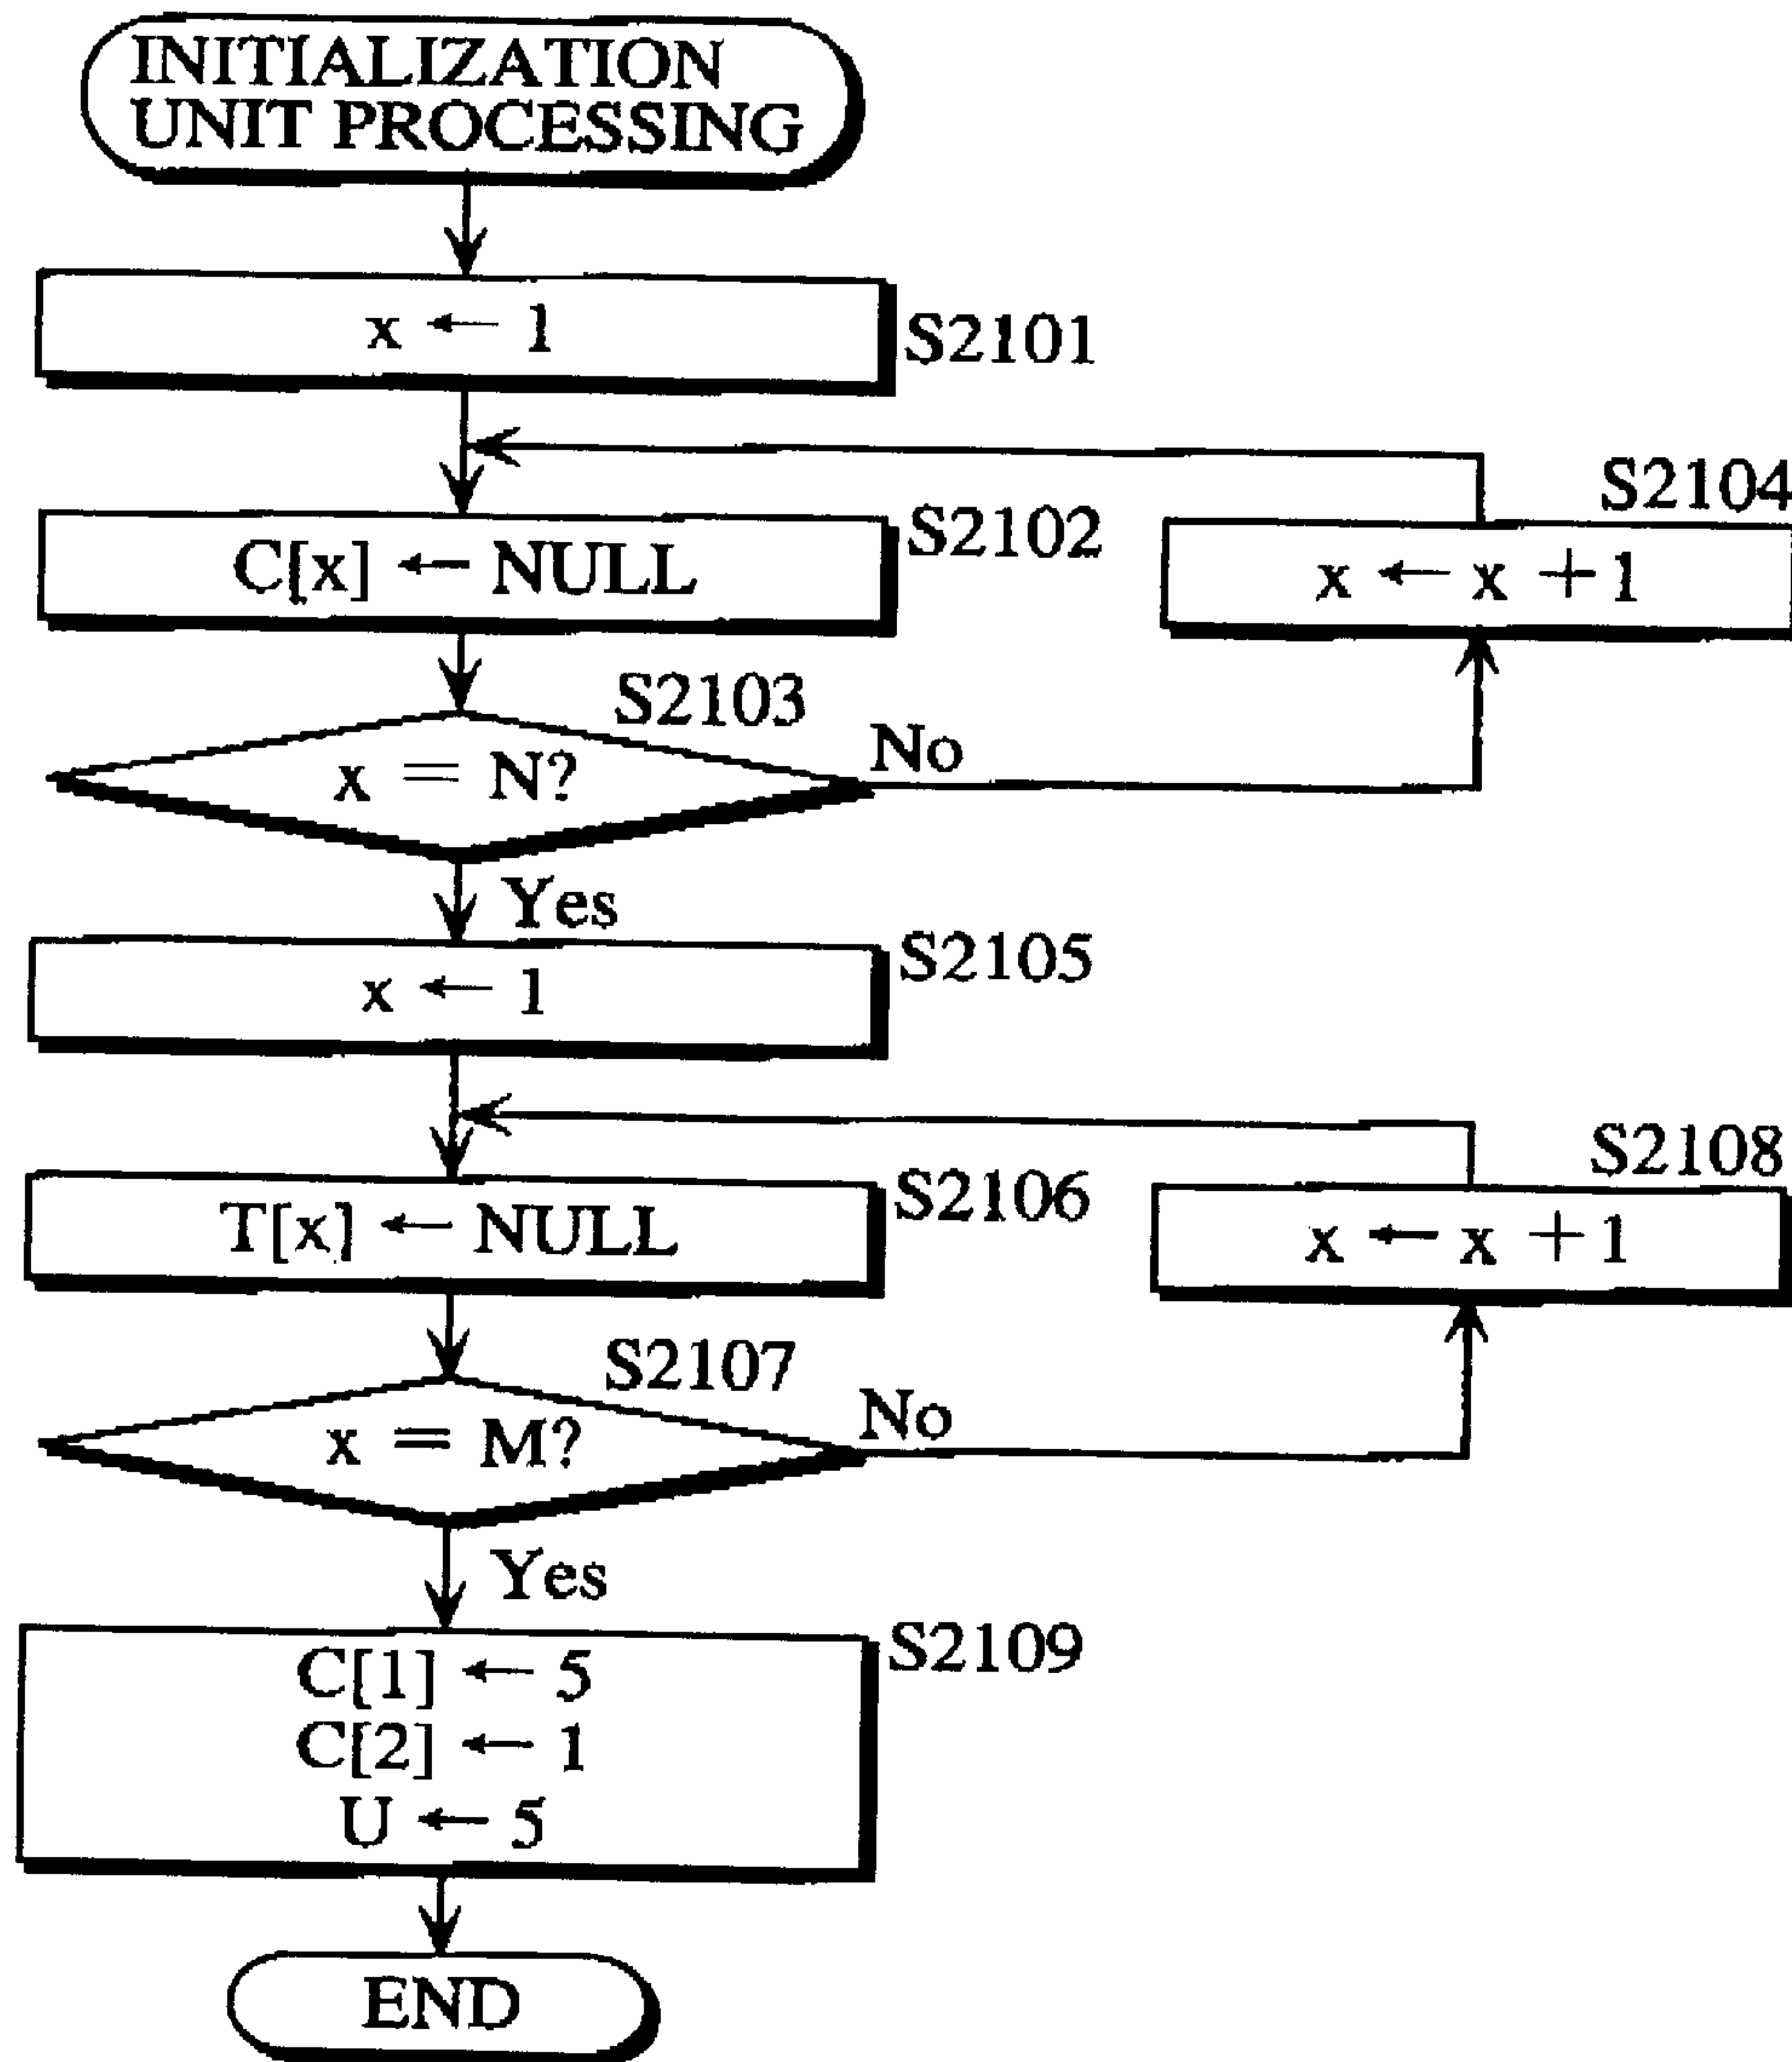 INITIALIZATION
UNIT PROCESSING
x ← 1
S2101
S2104
C[x] ← NULL
S2102
x ← x + 1
S2103
x = N?
No
Yes
x ← 1
S2105
S2108
T[x] ← NULL
S2106
x ← x + 1
S2107
x = M?
No
Yes
S2109
C[1] ← 5
C[2] ← 1
U ← 5
END